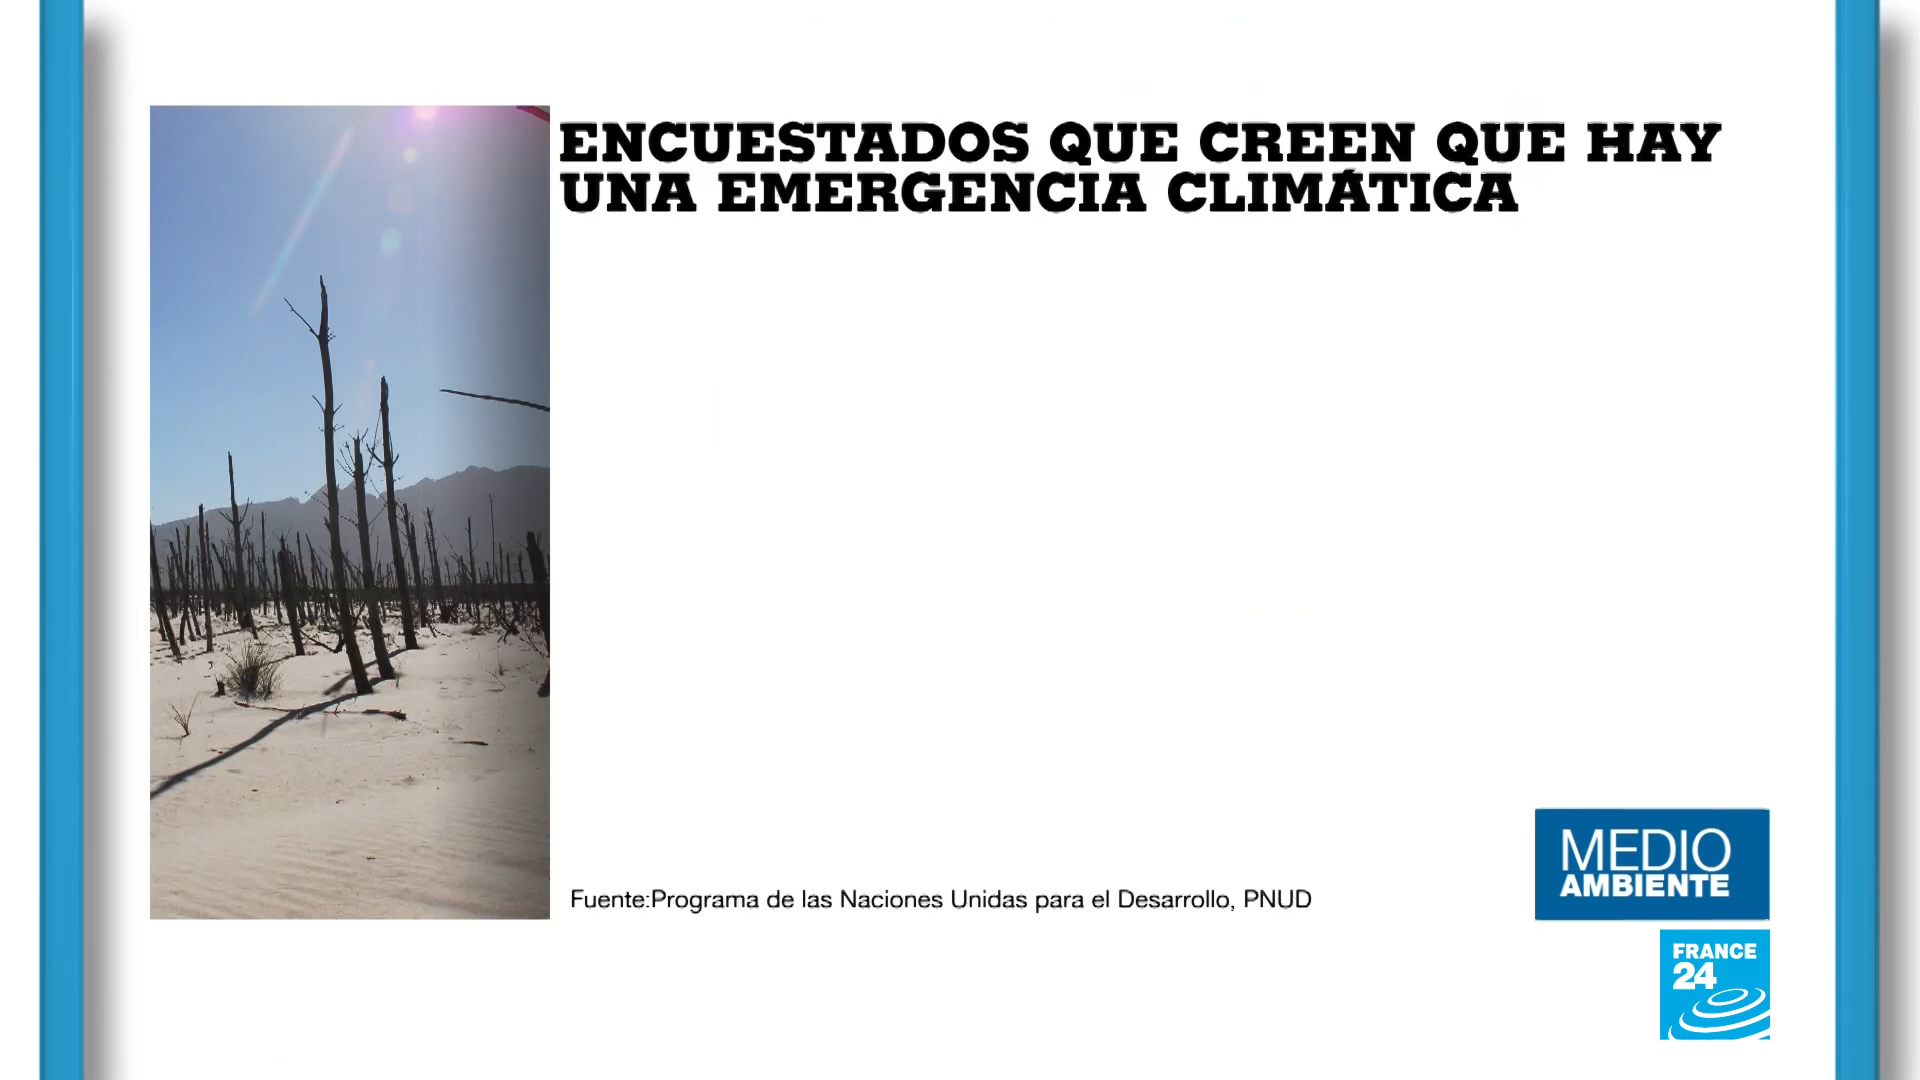 ENCUESTADOS QUE CREEN QUE HAY
UNA EMERGENCIA CLIMÁTICA
Fuente:Programa de las Naciones Unidas para el Desarrollo, PNUD
MEDIO
AMBIENTE
FRANCE
24